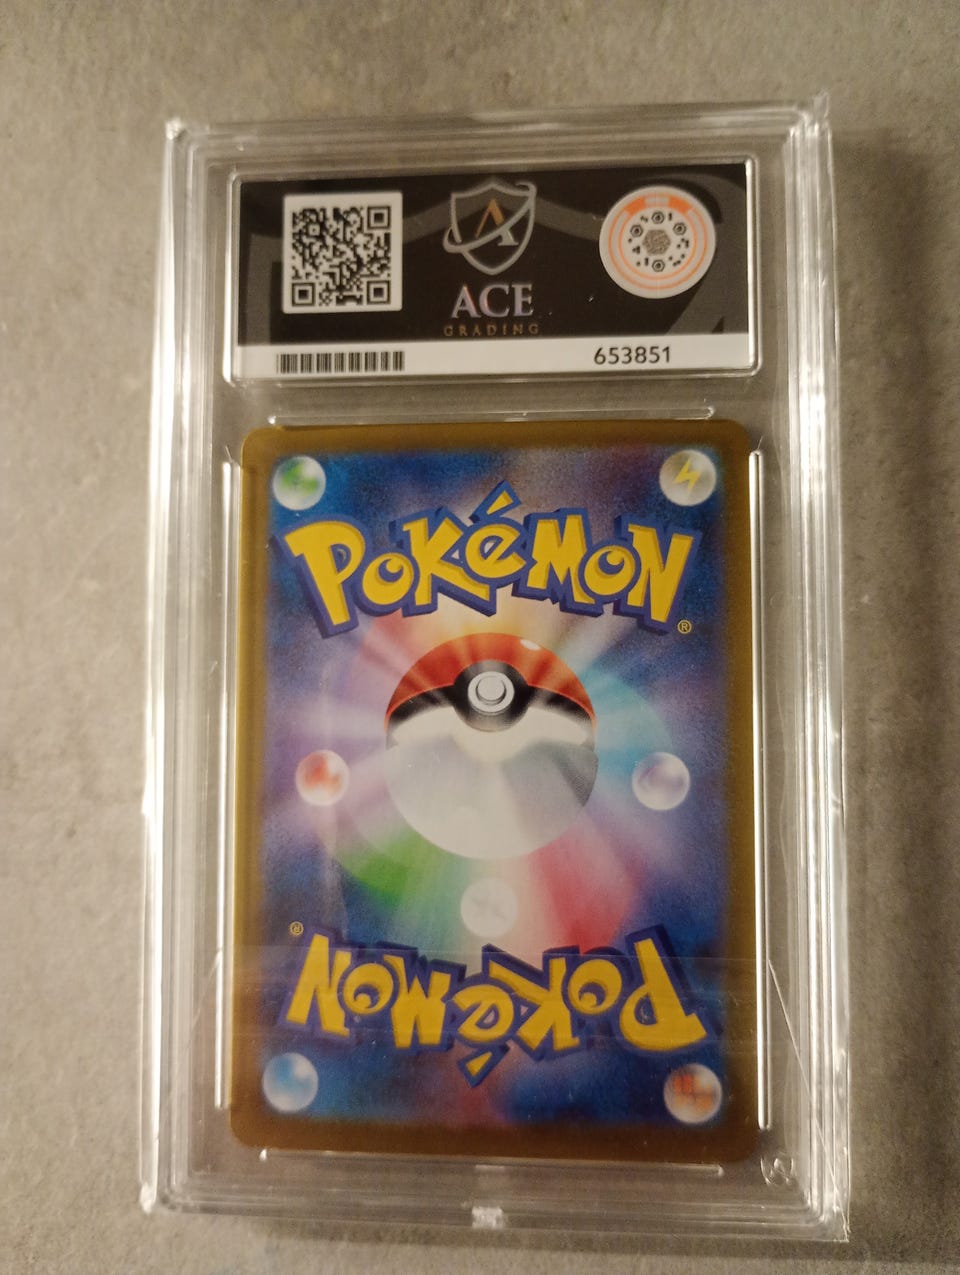 ACE
GRADING
653851
POKéMON
®
®
POKéMON